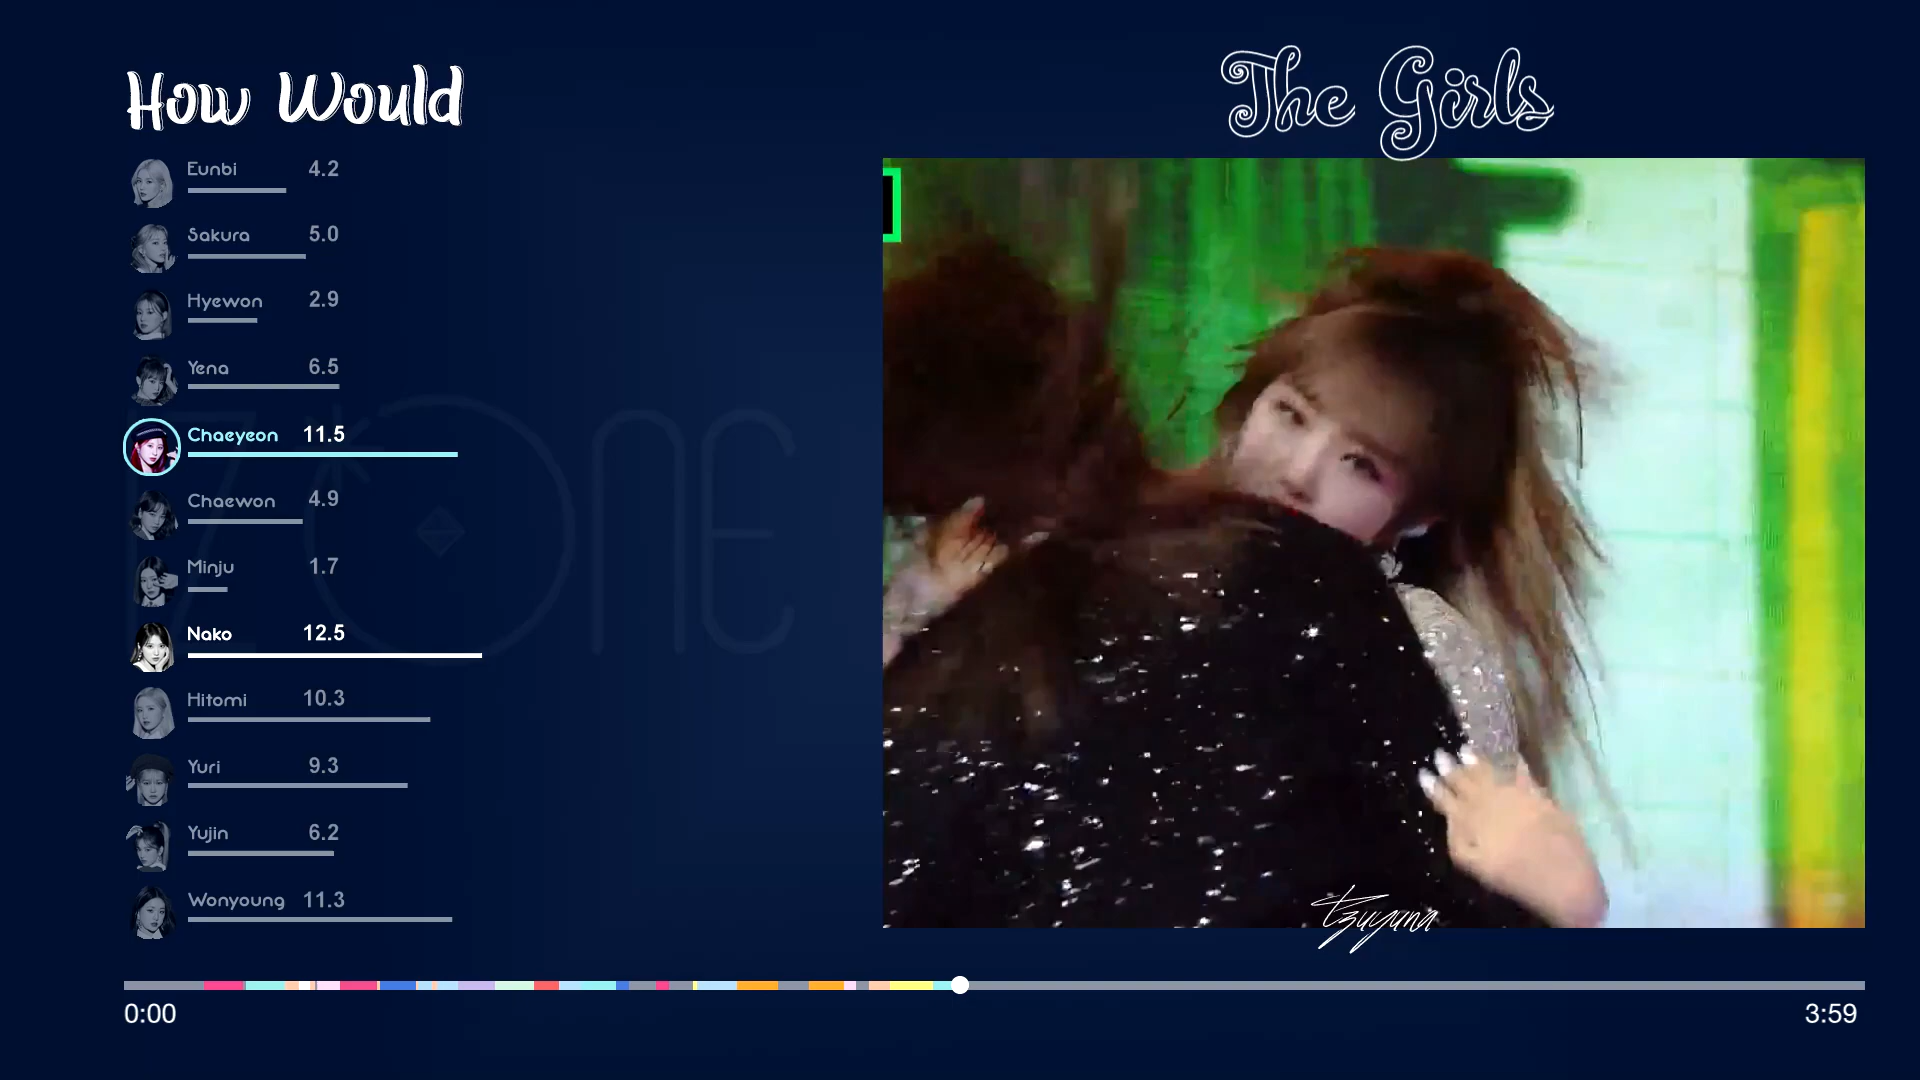 How Would
The Girls
Eunbi 4.2
Sakura 5.0
Hyewon 2.9
Yena 6.5
Chaeyeon 11.5
Chaewon 4.9
Minju 1.7
Nako 12.5
Hitomi 10.3
Yuri 9.3
Yujin 6.2
Wonyoung 11.3
IZ*ONE
tzuyuna
0:00
3:59